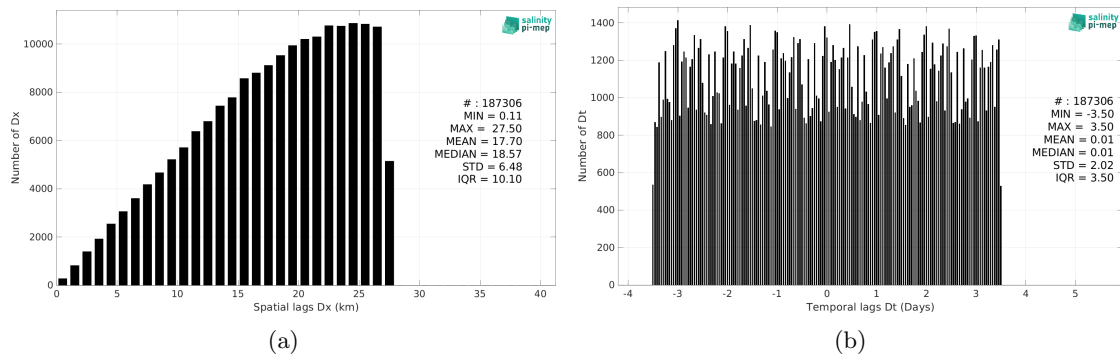 salinity
pi-mep
10000
8000
6000
4000
2000
0
Number of Dx
# : 187306
MIN = 0.11
MAX = 27.50
MEAN = 17.70
MEDIAN = 18.57
STD = 6.48
IQR = 10.10
0 5 10 15 20 25 30 35 40
Spatial lags Dx (km)
(a)
salinity
pi-mep
1400
1200
1000
800
600
400
200
0
Number of Dt
# : 187306
MIN = -3.50
MAX = 3.50
MEAN = 0.01
MEDIAN = 0.01
STD = 2.02
IQR = 3.50
-4 -3 -2 -1 0 1 2 3 4 5
Temporal lags Dt (Days)
(b)